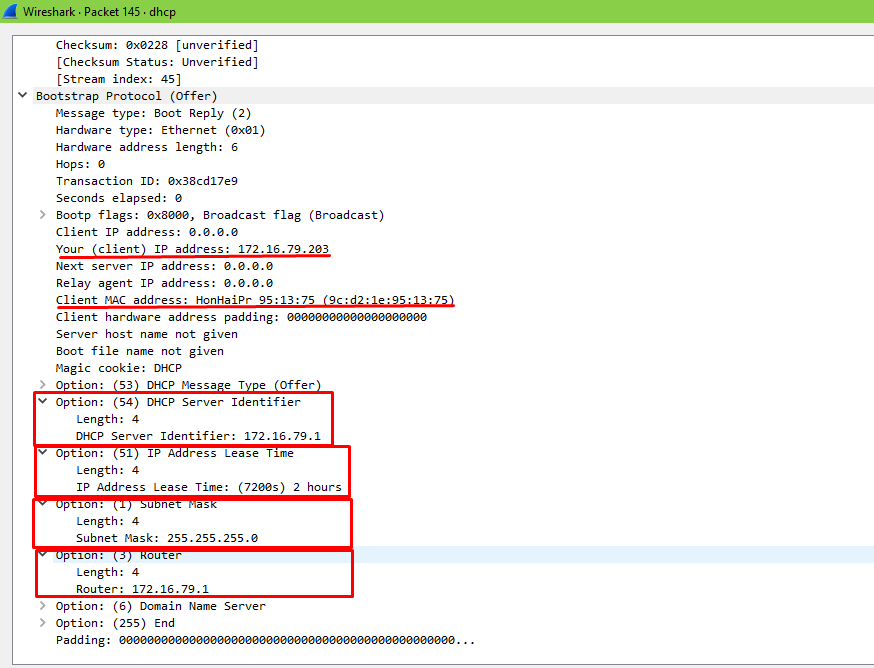 Wireshark · Packet 145 · dhcp
Checksum: 0x0228 [unverified]
[Checksum Status: Unverified]
[Stream index: 45]
Bootstrap Protocol (Offer)
Message type: Boot Reply (2)
Hardware type: Ethernet (0x01)
Hardware address length: 6
Hops: 0
Transaction ID: 0x38cd17e9
Seconds elapsed: 0
Bootp flags: 0x8000, Broadcast flag (Broadcast)
Client IP address: 0.0.0.0
Your (client) IP address: 172.16.79.203
Next server IP address: 0.0.0.0
Relay agent IP address: 0.0.0.0
Client MAC address: HonHaiPr_95:13:75 (9c:d2:1e:95:13:75)
Client hardware address padding: 00000000000000000000
Server host name not given
Boot file name not given
Magic cookie: DHCP
Option: (53) DHCP Message Type (Offer)
Option: (54) DHCP Server Identifier
Length: 4
DHCP Server Identifier: 172.16.79.1
Option: (51) IP Address Lease Time
Length: 4
IP Address Lease Time: (7200s) 2 hours
Option: (1) Subnet Mask
Length: 4
Subnet Mask: 255.255.255.0
Option: (3) Router
Length: 4
Router: 172.16.79.1
Option: (6) Domain Name Server
Option: (255) End
Padding: 000000000000000000000000000000000000000000000000...